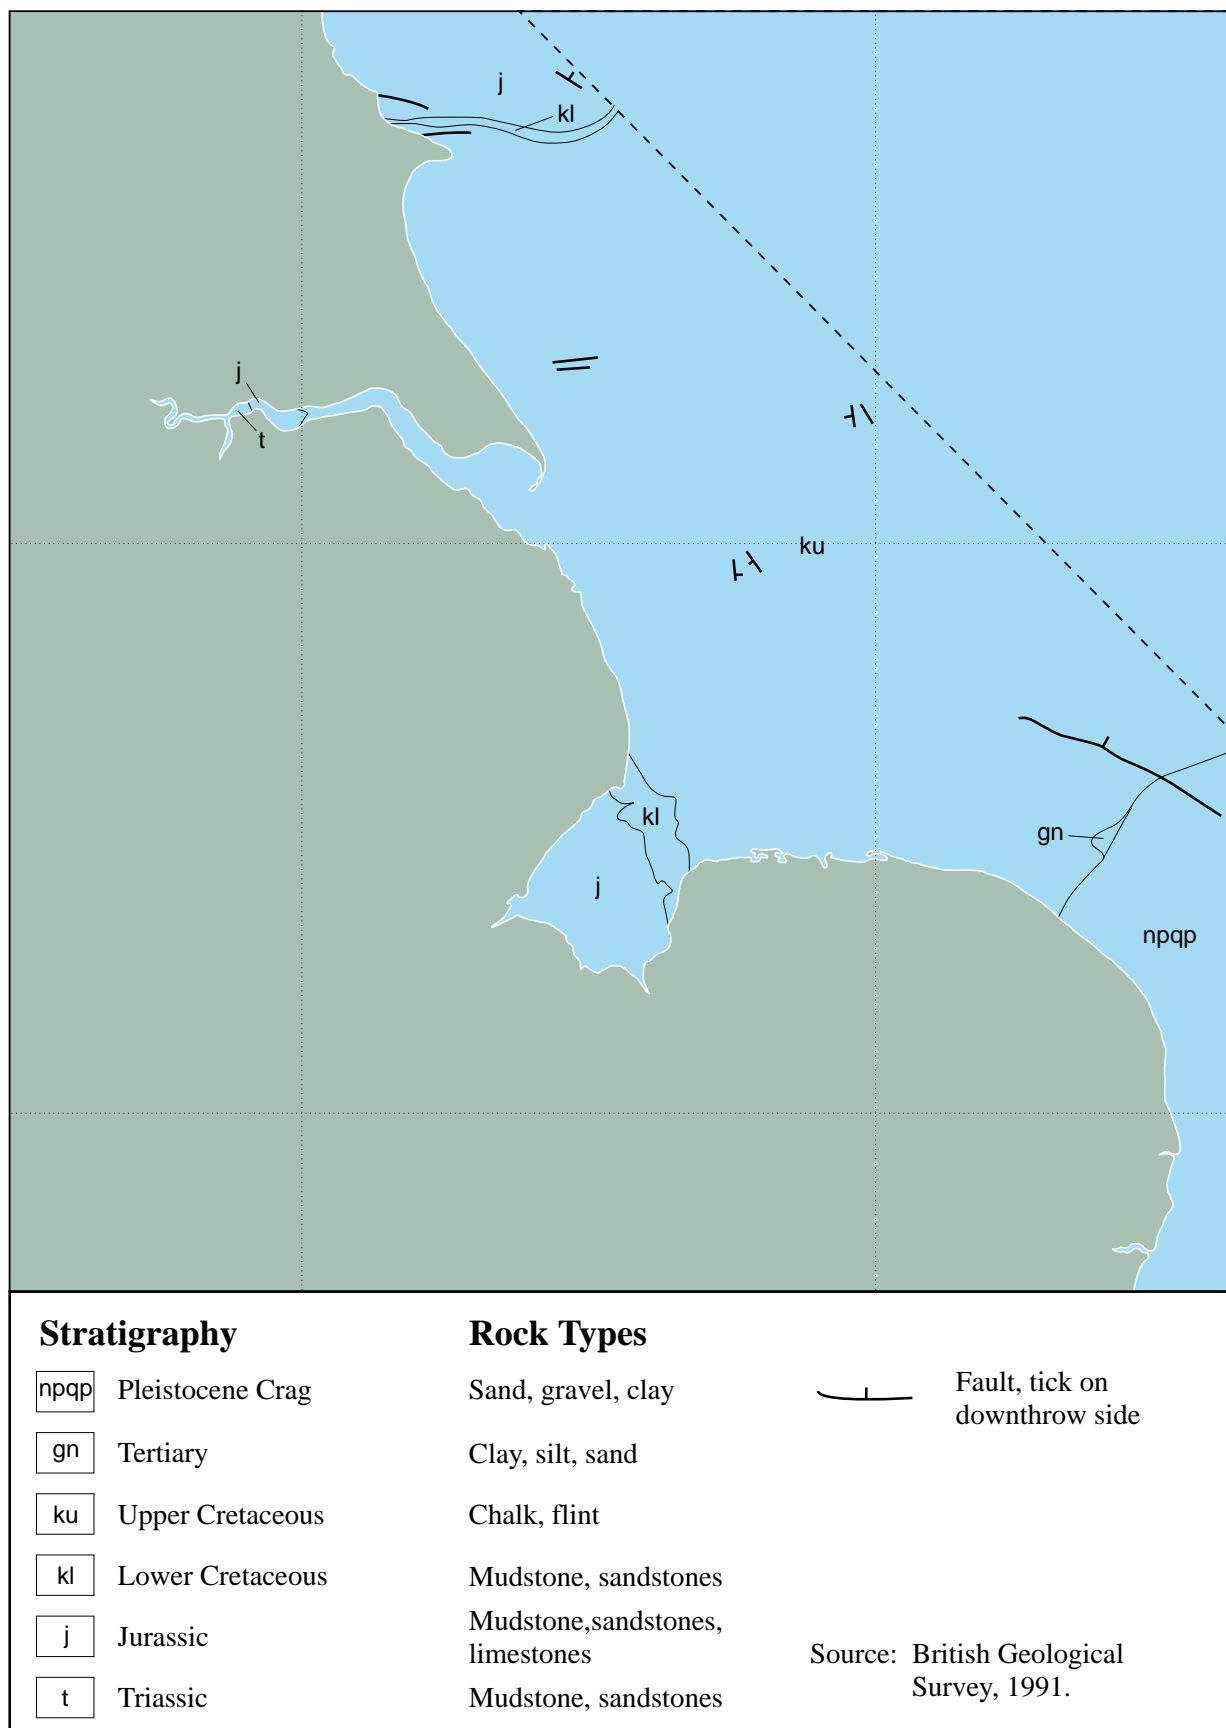 j
kl
j
t
ku
kl
gn
j
npqp
Stratigraphy Rock Types
npqp Pleistocene Crag Sand, gravel, clay
Fault, tick on
downthrow side
gn Tertiary Clay, silt, sand
ku Upper Cretaceous Chalk, flint
kl Lower Cretaceous Mudstone, sandstones
j Jurassic Mudstone,sandstones,
limestones
Source: British Geological
Survey, 1991.
t Triassic Mudstone, sandstones